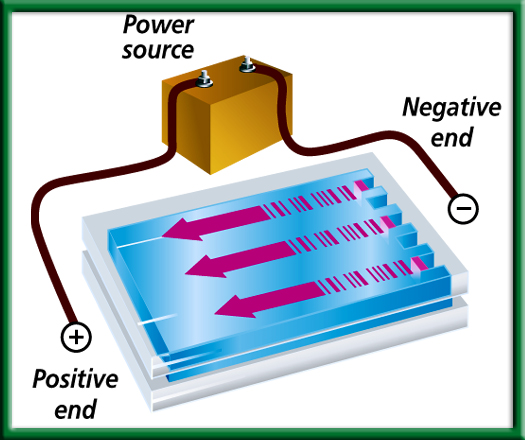 Power
source
Negative
end
−
+
Positive
end